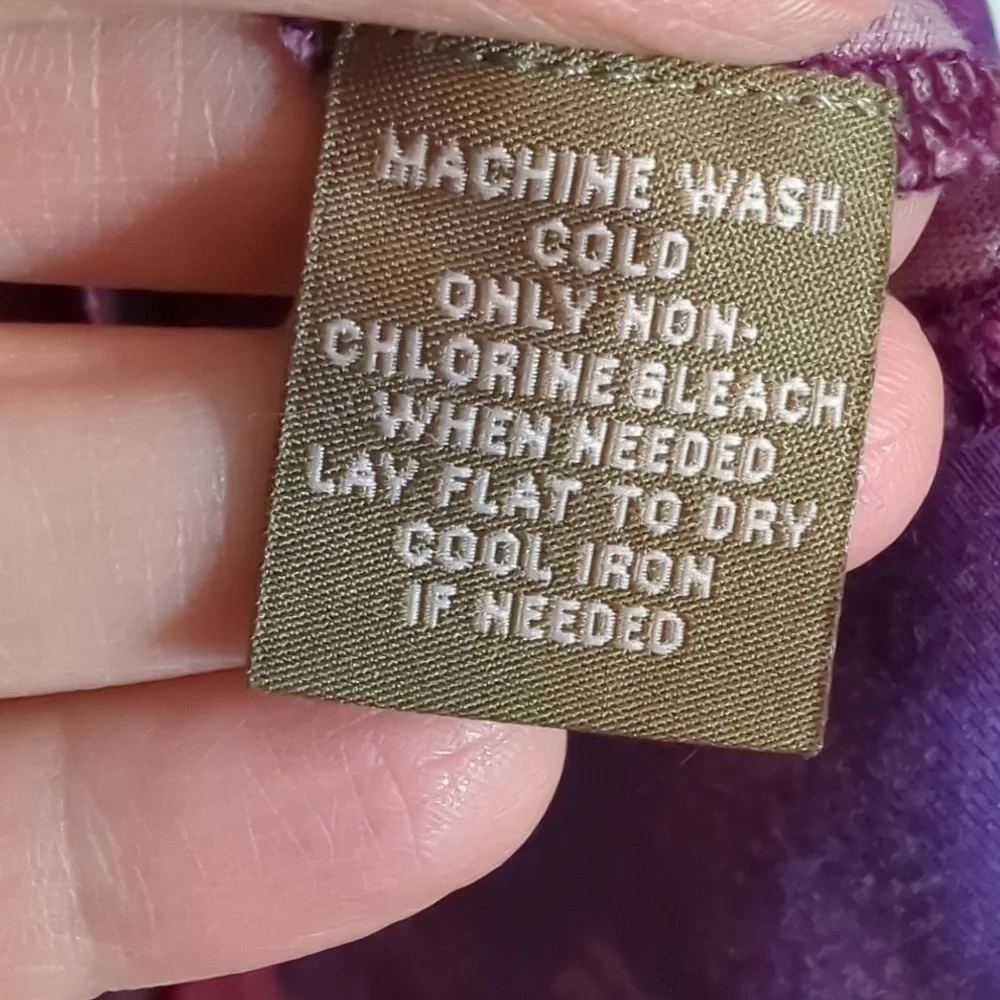 MACHINE WASH
COLD
ONLY NON-
CHLORINE BLEACH
WHEN NEEDED
LAY FLAT TO DRY
COOL IRON
IF NEEDED